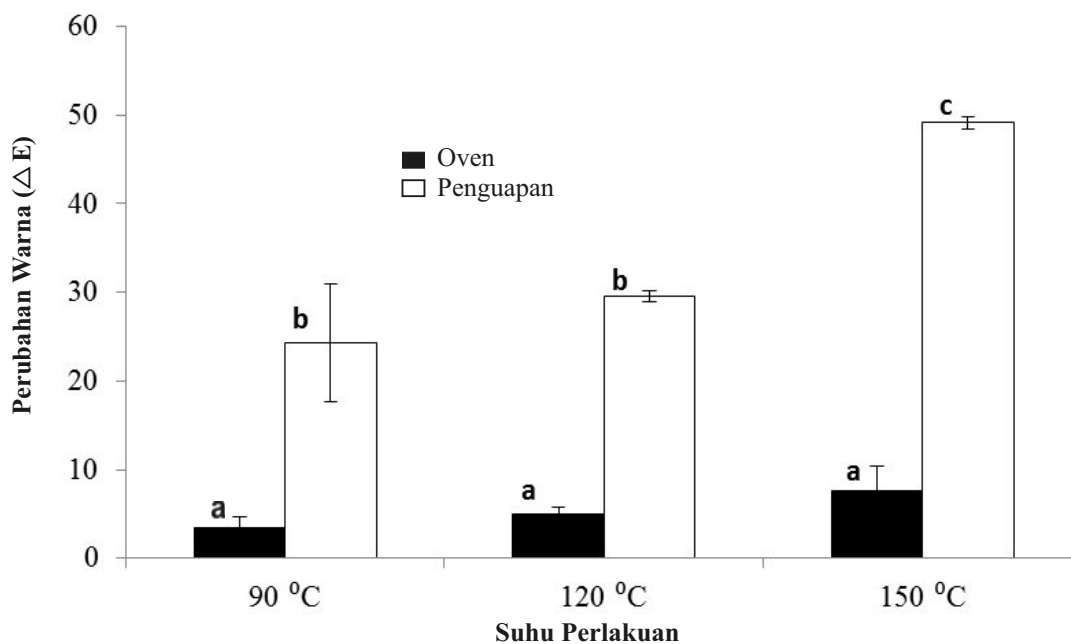 60
50
40
30
20
10
0
Perubahan Warna (△ E)
Oven
Penguapan
a
b
a
b
a
c
90 ⁰C
120 ⁰C
150 ⁰C
Suhu Perlakuan